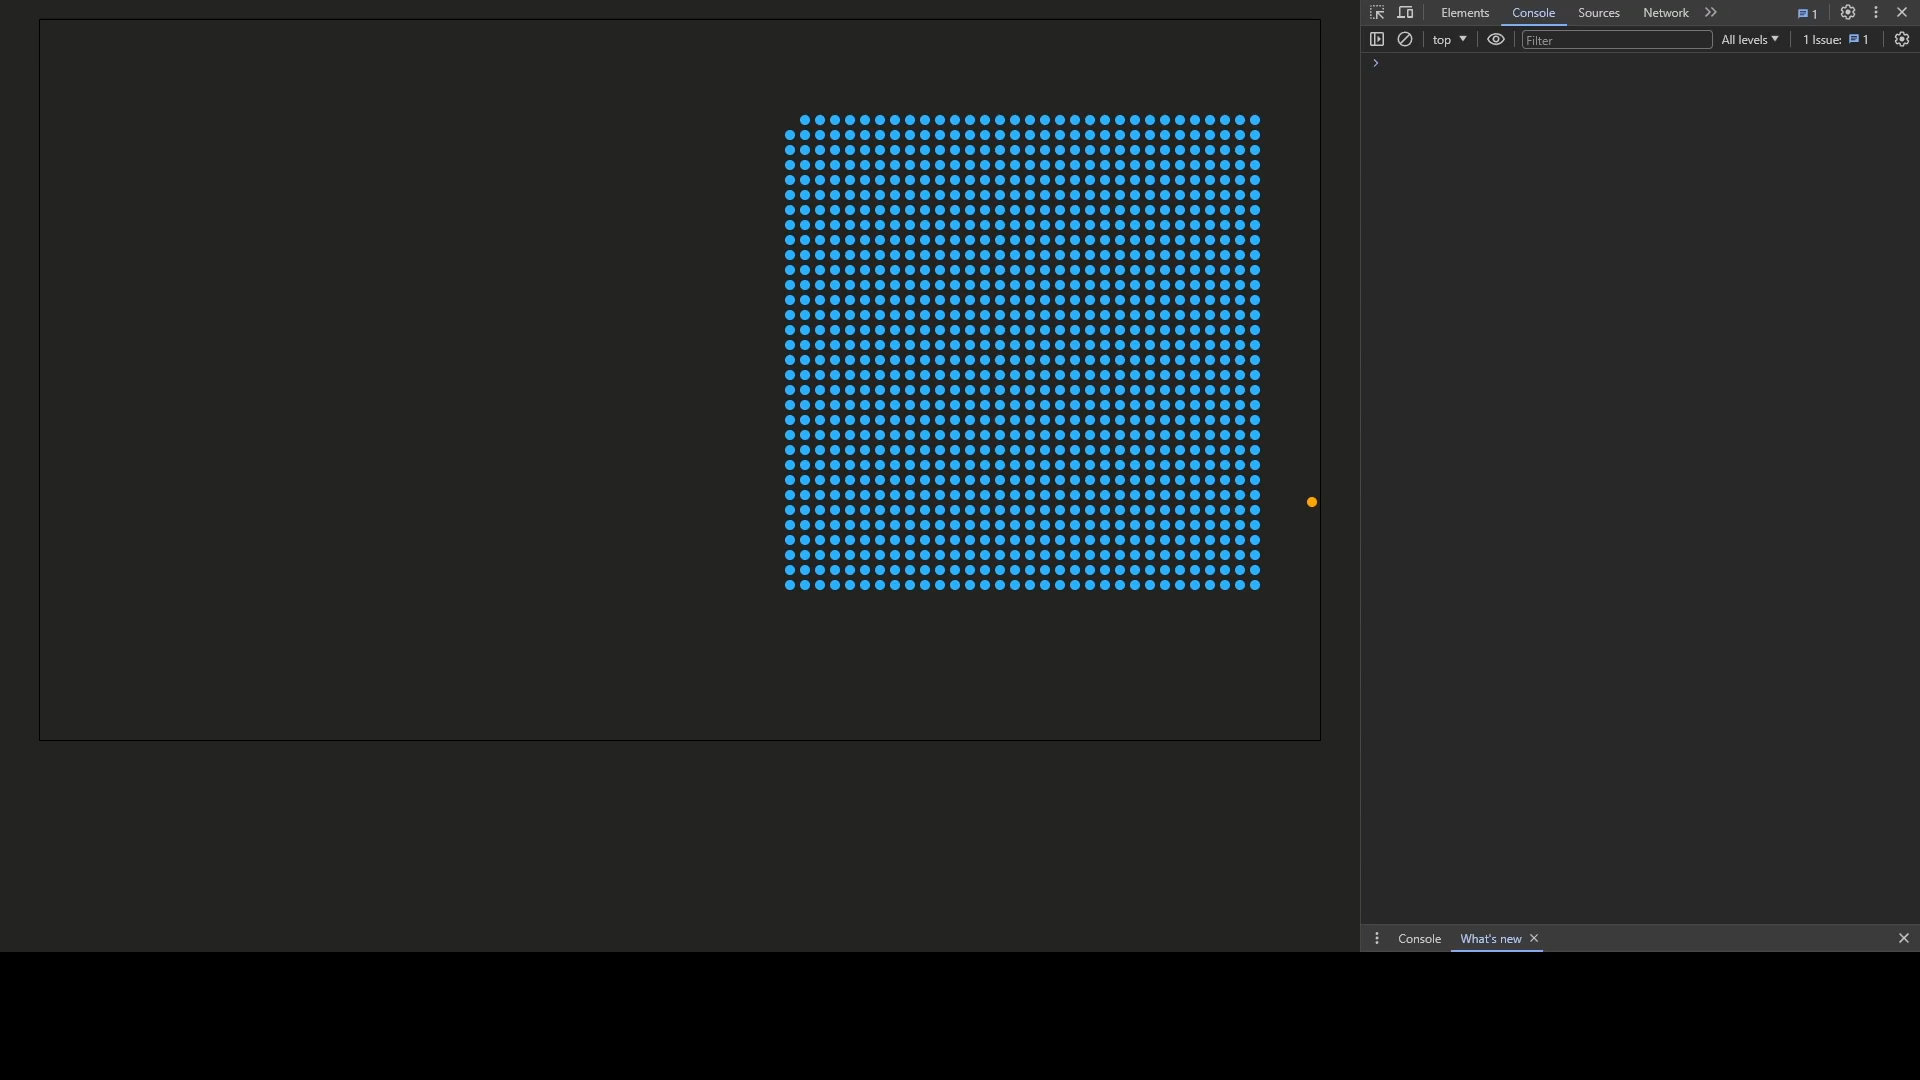 Elements Console Sources Network 1
top Filter All levels 1 Issue: 1
Console What's new